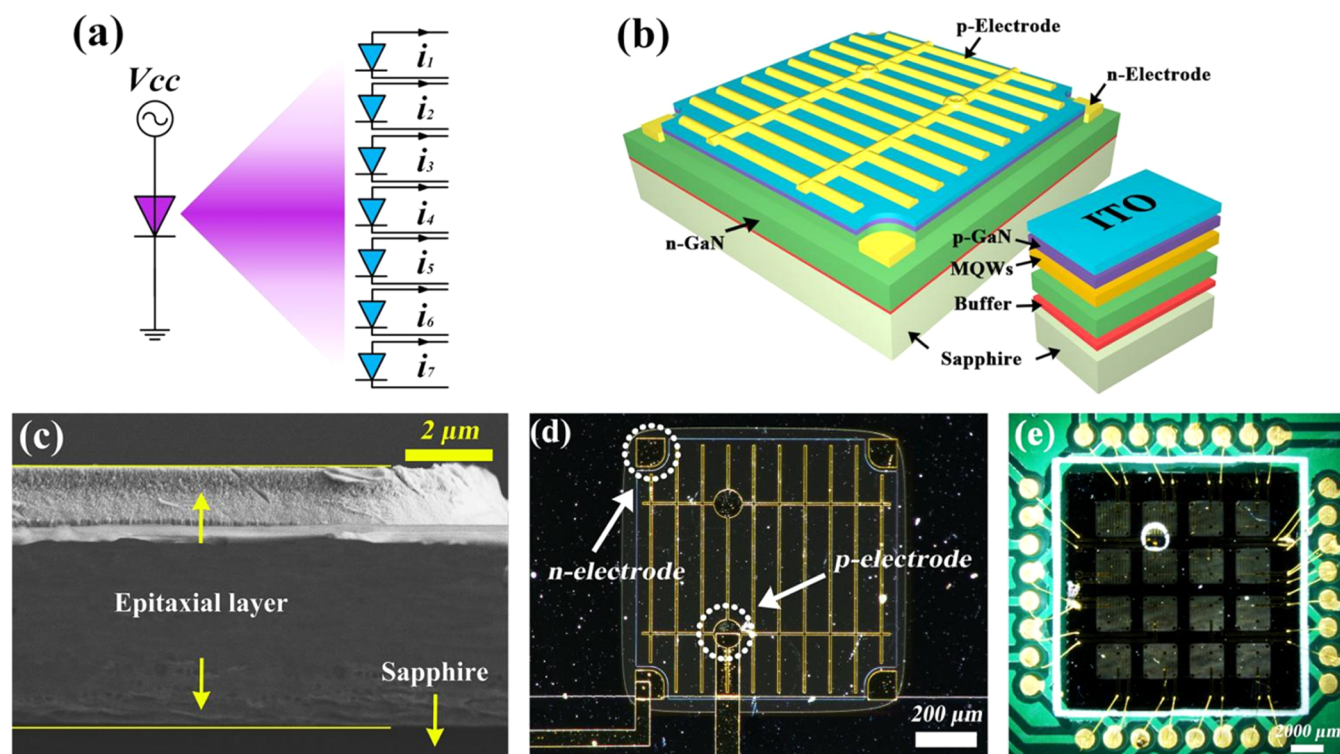 (a)
Vcc
i1
i2
i3
i4
i5
i6
i7
(b)
p-Electrode
n-Electrode
n-GaN
ITO
p-GaN
MQWs
Buffer
Sapphire
(c)
2 μm
Epitaxial layer
Sapphire
(d)
n-electrode
p-electrode
200 μm
(e)
2000 μm